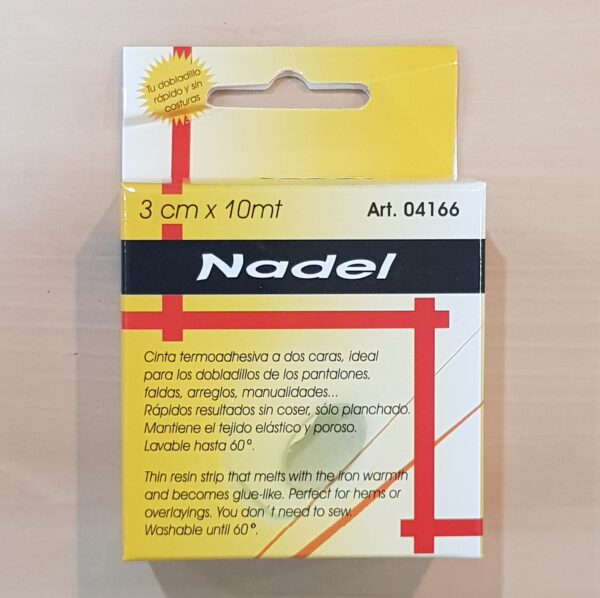 Tu dobladillo
rápido y sin
costuras
3 cm x 10mt
Art. 04166
Nadel
Cinta termoadhesiva a dos caras, ideal
para los dobladillos de los pantalones,
faldas, arreglos, manualidades...
Rápidos resultados sin coser, sólo planchado.
Mantiene el tejido elástico y poroso.
Lavable hasta 60º.
Thin resin strip that melts with the Iron warmth
and becomes glue-like. Perfect for hems or
overlayings. You don´t need to sew.
Washable until 60º.